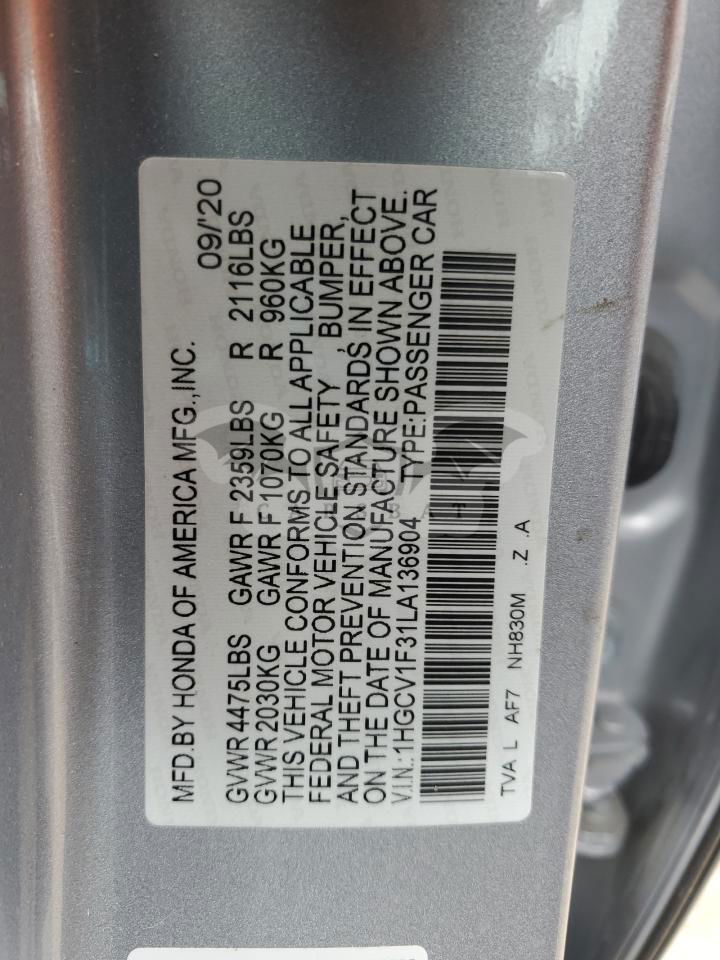 MFD.BY HONDA OF AMERICA MFG.,INC. 09/'20
GVWR 4475LBS GAWR F 2359LBS R 2116LBS
GVWR 2030KG GAWR F 1070KG R 960KG
THIS VEHICLE CONFORMS TO ALL APPLICABLE
FEDERAL MOTOR VEHICLE SAFETY , BUMPER,
AND THEFT PREVENTION STANDARDS IN EFFECT
ON THE DATE OF MANUFACTURE SHOWN ABOVE.
V.I.N.:1HGCV1F31LA136904 TYPE:PASSENGER CAR
TVA L AF7 NH830M .Z .A